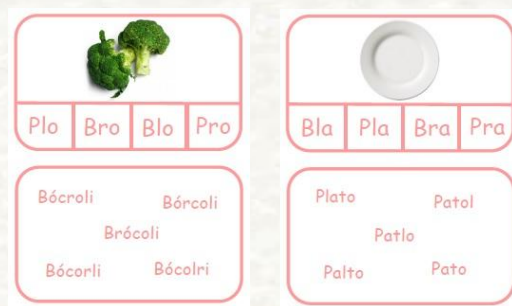 Plo Bro Blo Pro
Bócroli Bórcoli
Brócoli
Bócorli Bócolri
Bla Pla Bra Pra
Plato Patol
Patlo
Palto Pato